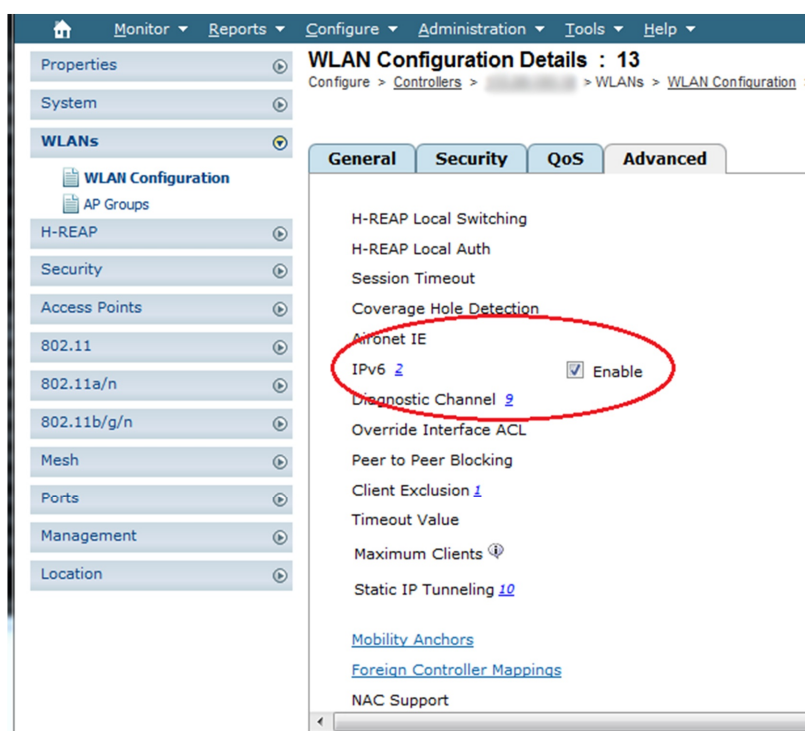 Monitor Reports Configure Administration Tools Help
WLAN Configuration Details : 13
Configure > Controllers > > WLANs > WLAN Configuration >
Properties
System
WLANs
WLAN Configuration
AP Groups
H-REAP
Security
Access Points
802.11
802.11a/n
802.11b/g/n
Mesh
Ports
Management
Location
General Security QoS Advanced
H-REAP Local Switching
H-REAP Local Auth
Session Timeout
Coverage Hole Detection
Aironet IE
IPv6 2 Enable
Diagnostic Channel 9
Override Interface ACL
Peer to Peer Blocking
Client Exclusion 1
Timeout Value
Maximum Clients
Static IP Tunneling 10
Mobility Anchors
Foreign Controller Mappings
NAC Support